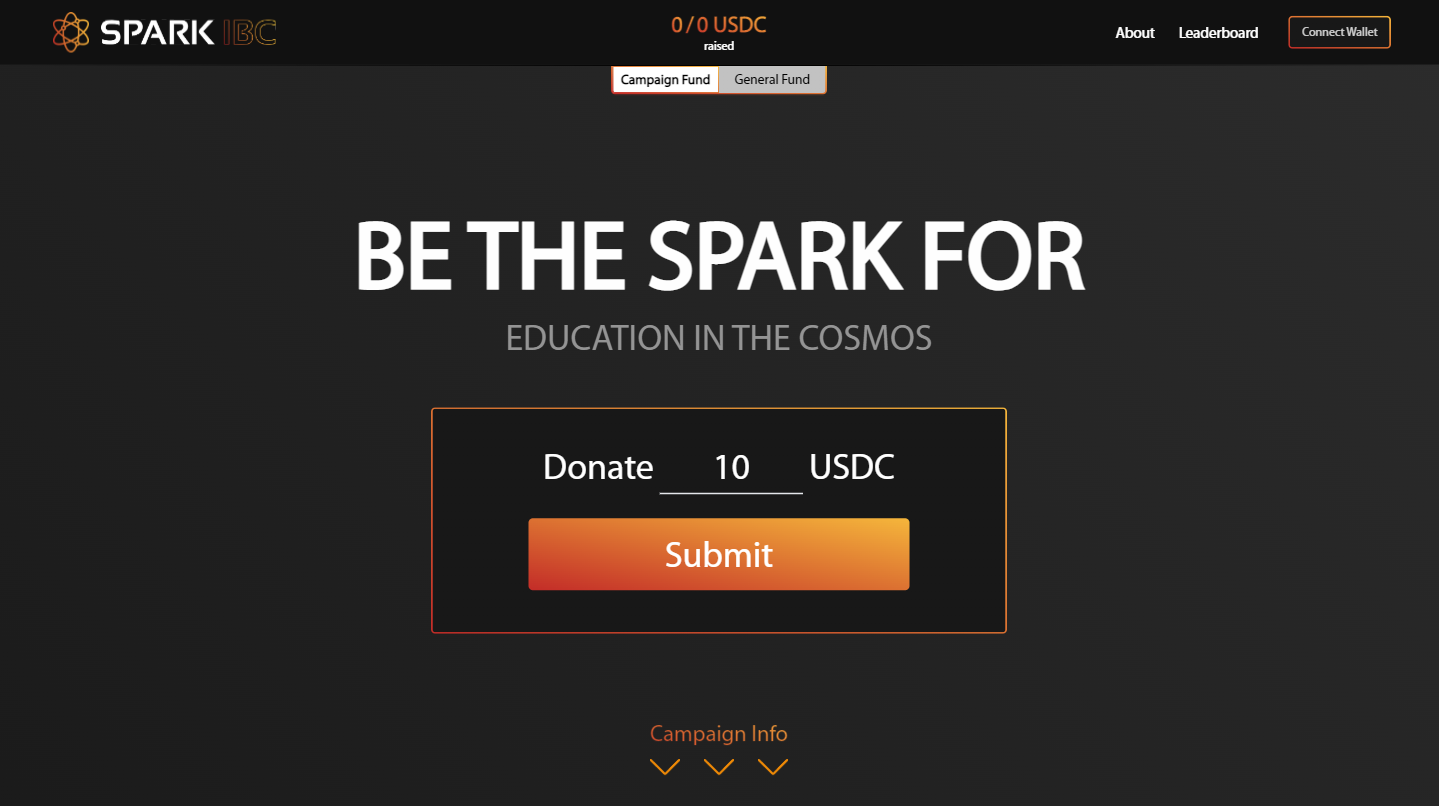 SPARK IBC
0 / 0 USDC
raised
About
Leaderboard
Connect Wallet
Campaign Fund
General Fund
BE THE SPARK FOR
EDUCATION IN THE COSMOS
Donate 10 USDC
Submit
Campaign Info